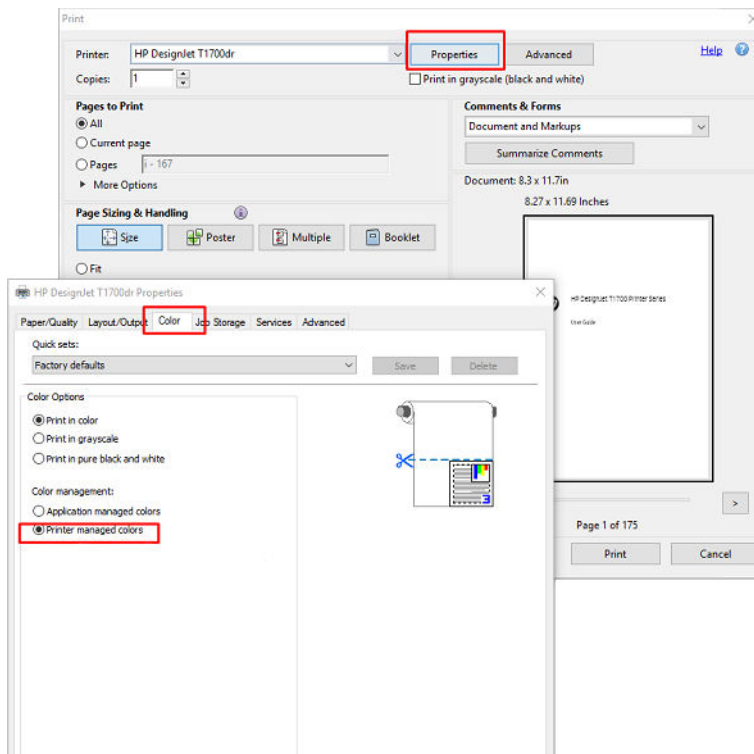 Print
Printer: HP DesignJet T1700dr Properties Advanced Help ?
Copies: 1 Print in grayscale (black and white)
Pages to Print
All
Current page
Pages i - 167
More Options
Comments & Forms
Document and Markups
Summarize Comments
Page Sizing & Handling
Size Poster Multiple Booklet
Fit
Document: 8.3 x 11.7in
8.27 x 11.69 Inches
HP DesignJet T1700 Printer Series
User Guide
>
Page 1 of 175
Print Cancel
HP DesignJet T1700dr Properties
Paper/Quality Layout/Output Color Job Storage Services Advanced
Quick sets:
Factory defaults Save Delete
Color Options
Print in color
Print in grayscale
Print in pure black and white
Color management:
Application managed colors
Printer managed colors
3